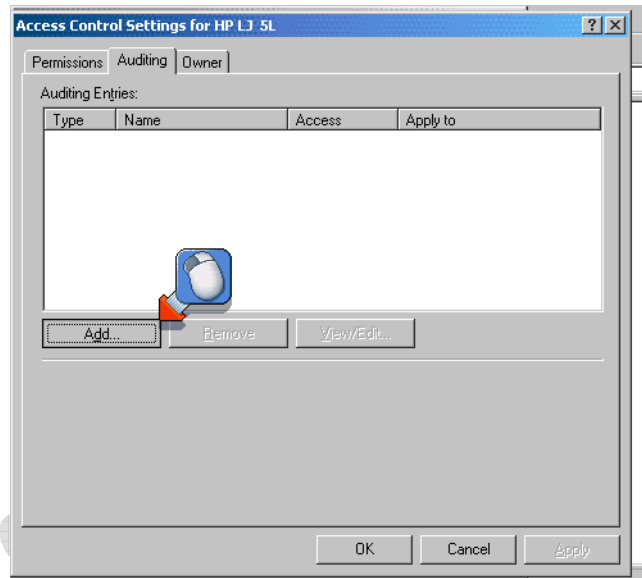 Access Control Settings for HP LJ 5L
Permissions Auditing Owner
Auditing Entries:
Type Name Access Apply to
Add... Remove View/Edit...
OK Cancel Apply